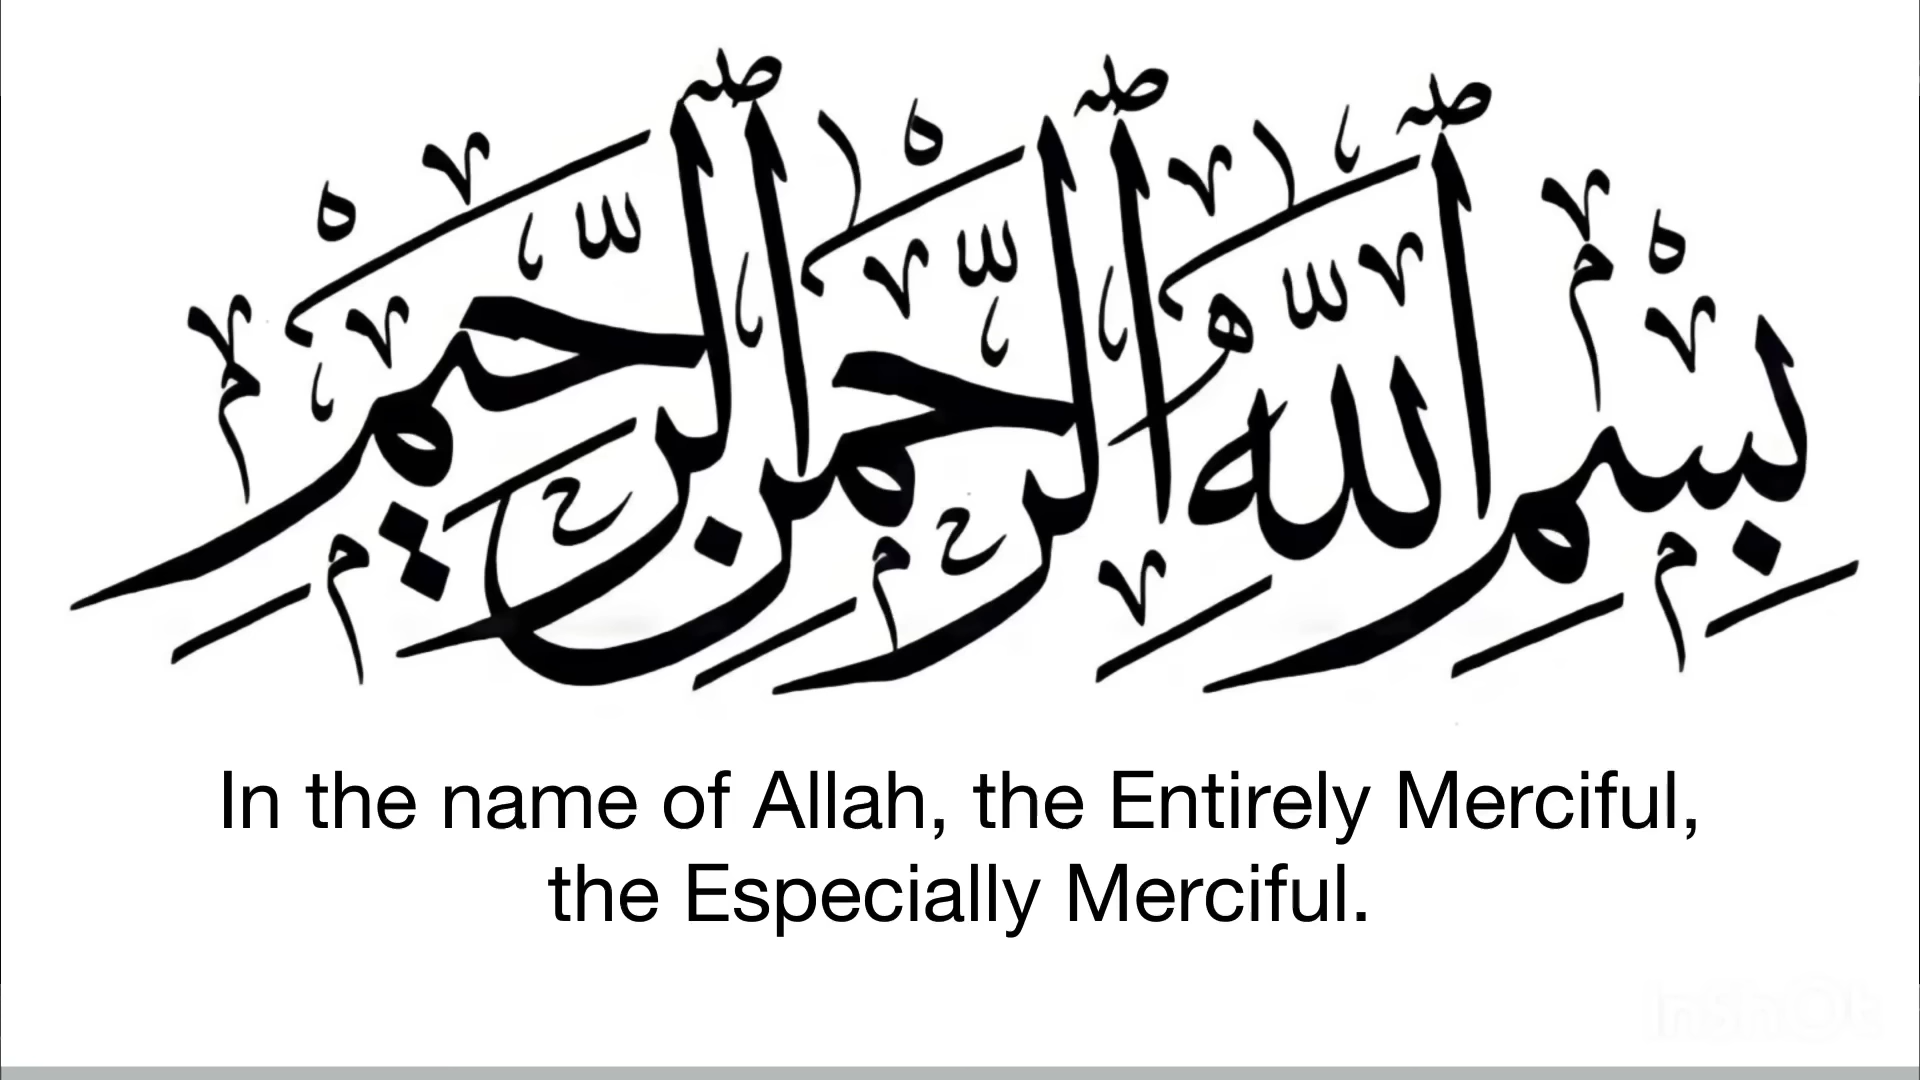 بِسْمِ ٱللَّٰهِ ٱلرَّحْمَٰنِ ٱلرَّحِيمِ
In the name of Allah, the Entirely Merciful,
the Especially Merciful.